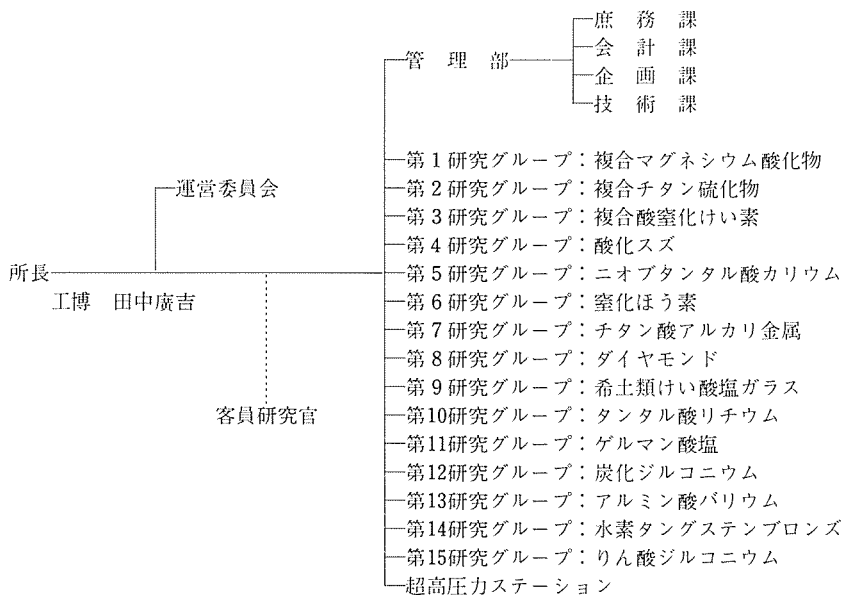 庶務課
会計課
管理部
企画課
技術課
第1研究グループ：複合マグネシウム酸化物
運営委員会
第2研究グループ：複合チタン硫化物
第3研究グループ：複合酸窒化けい素
第4研究グループ：酸化スズ
所長
第5研究グループ：ニオブタンタル酸カリウム
工博　田中廣吉
第6研究グループ：窒化ほう素
第7研究グループ：チタン酸アルカリ金属
第8研究グループ：ダイヤモンド
第9研究グループ：希土類けい酸塩ガラス
客員研究官
第10研究グループ：タンタル酸リチウム
第11研究グループ：ゲルマン酸塩
第12研究グループ：炭化ジルコニウム
第13研究グループ：アルミン酸バリウム
第14研究グループ：水素タングステンブロンズ
第15研究グループ：りん酸ジルコニウム
超高圧力ステーション